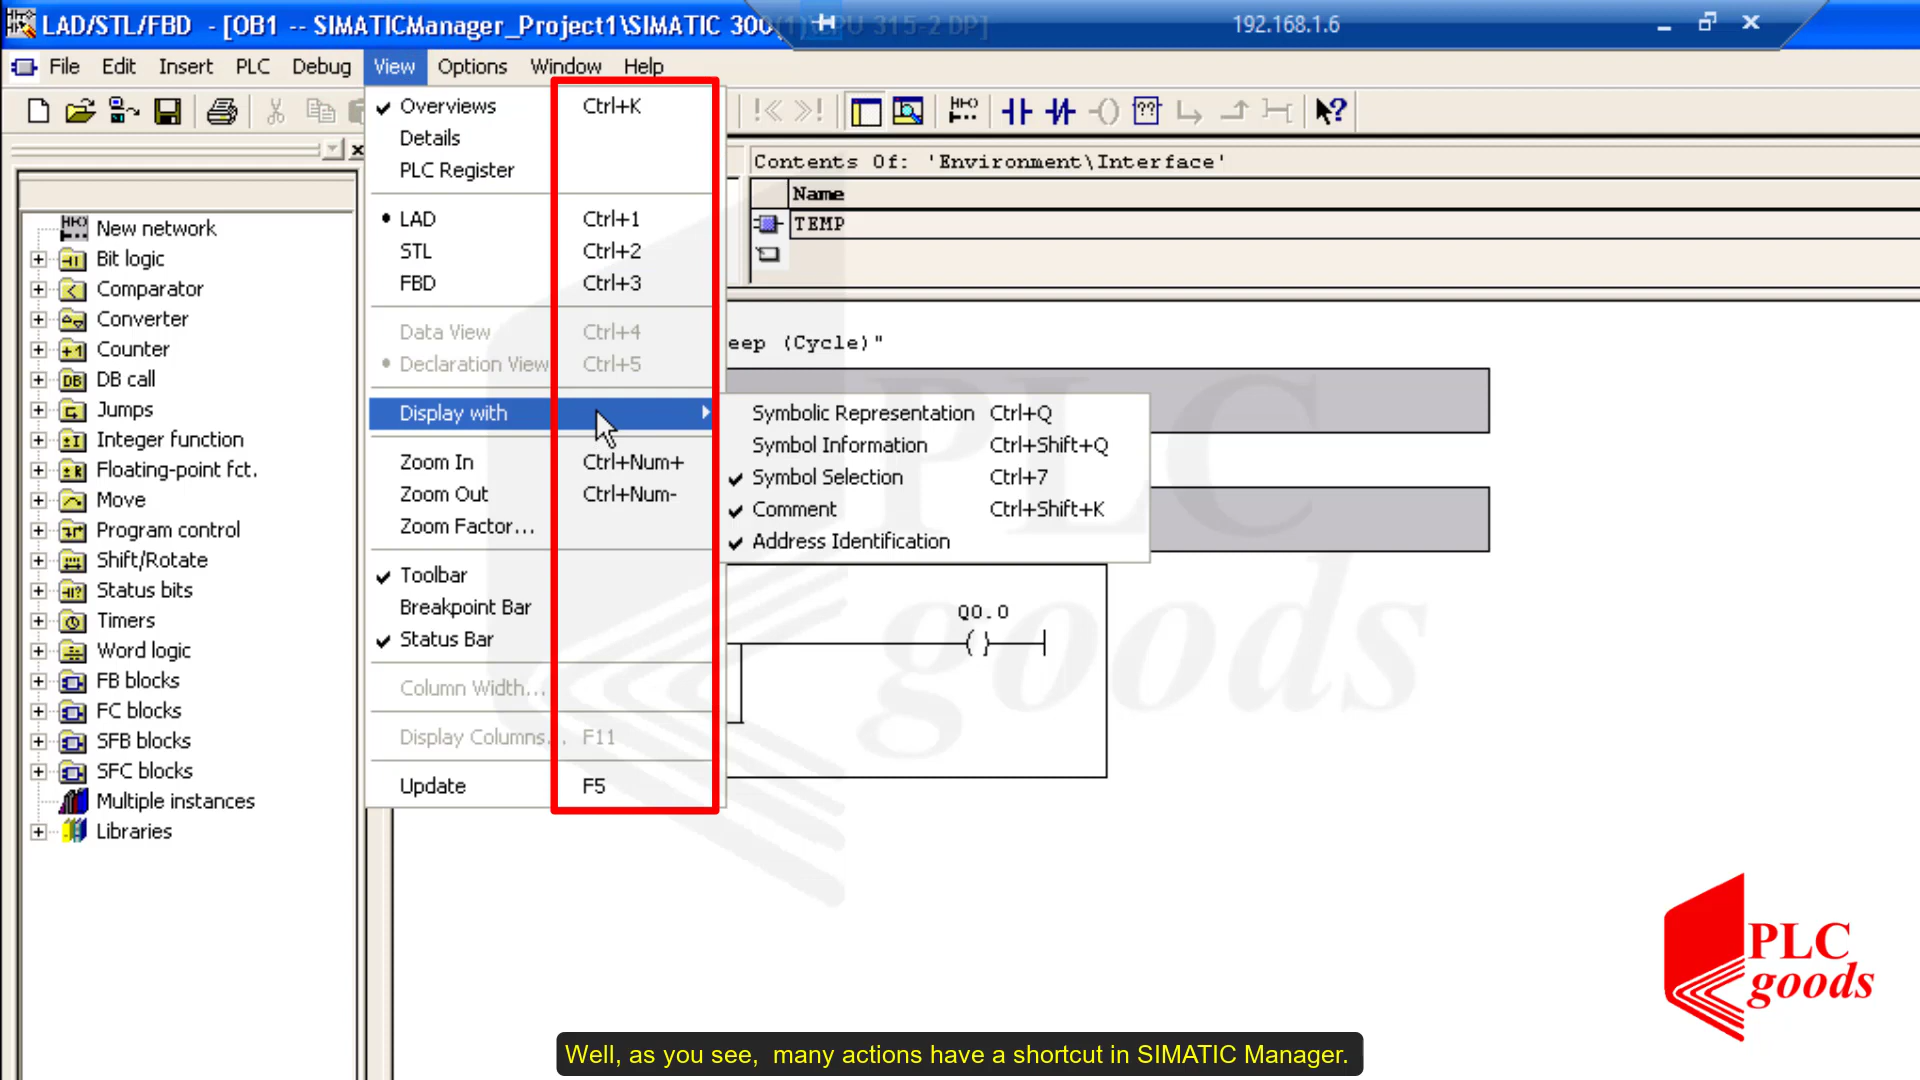 LAD/STL/FBD - [OB1 -- SIMATICManager_Project1\SIMATIC 300(1)\CPU 315-2 DP]
192.168.1.6
File Edit Insert PLC Debug View Options Window Help
Overviews Ctrl+K
Details
PLC Register
LAD Ctrl+1
STL Ctrl+2
FBD Ctrl+3
Data View Ctrl+4
Declaration View Ctrl+5
Display with
Zoom In Ctrl+Num+
Zoom Out Ctrl+Num-
Zoom Factor...
Toolbar
Breakpoint Bar
Status Bar
Column Width...
Display Columns... F11
Update F5
Symbolic Representation Ctrl+Q
Symbol Information Ctrl+Shift+Q
Symbol Selection Ctrl+7
Comment Ctrl+Shift+K
Address Identification
New network
Bit logic
Comparator
Converter
Counter
DB call
Jumps
Integer function
Floating-point fct.
Move
Program control
Shift/Rotate
Status bits
Timers
Word logic
FB blocks
FC blocks
SFB blocks
SFC blocks
Multiple instances
Libraries
Contents Of: 'Environment\Interface'
Name
TEMP
eep (Cycle)"
Q0.0
PLC
goods
PLC
goods
Well, as you see, many actions have a shortcut in SIMATIC Manager.